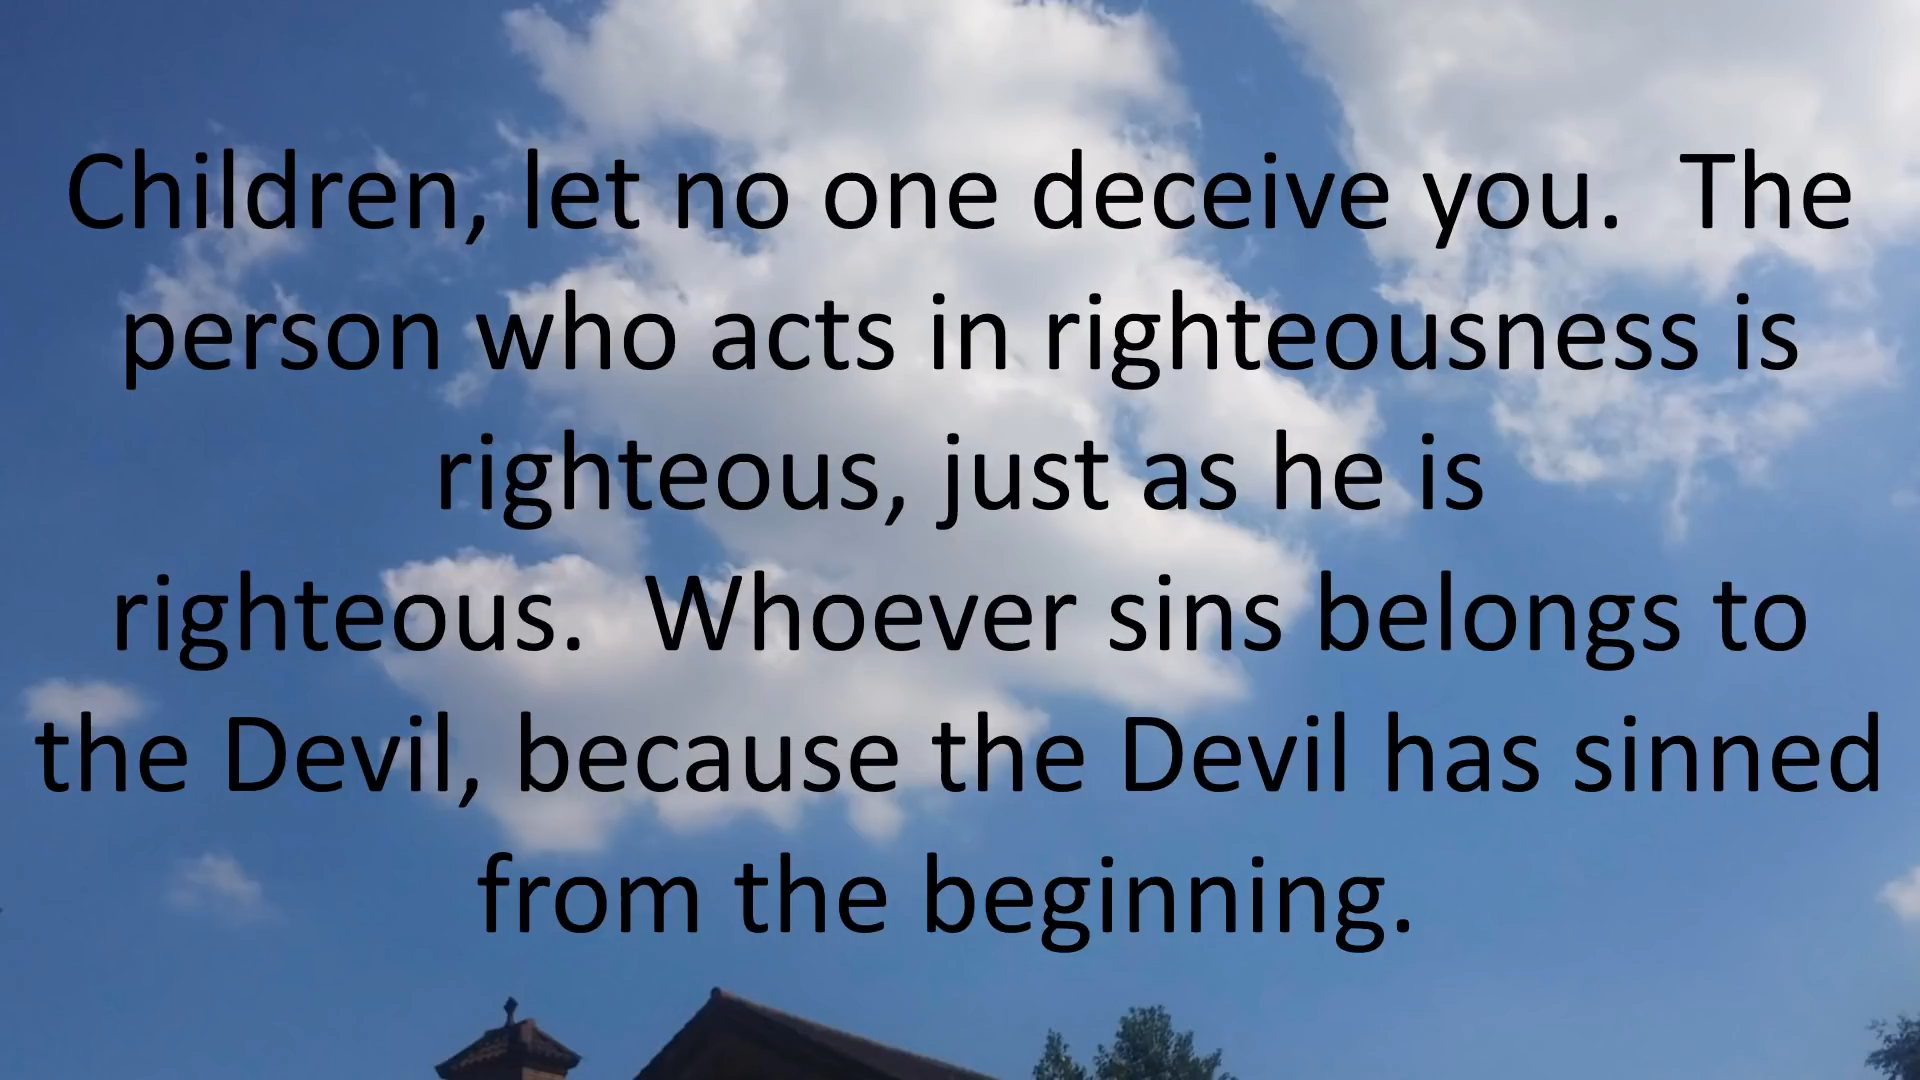 Children, let no one deceive you.  The
person who acts in righteousness is
righteous, just as he is
righteous.  Whoever sins belongs to
the Devil, because the Devil has sinned
from the beginning.